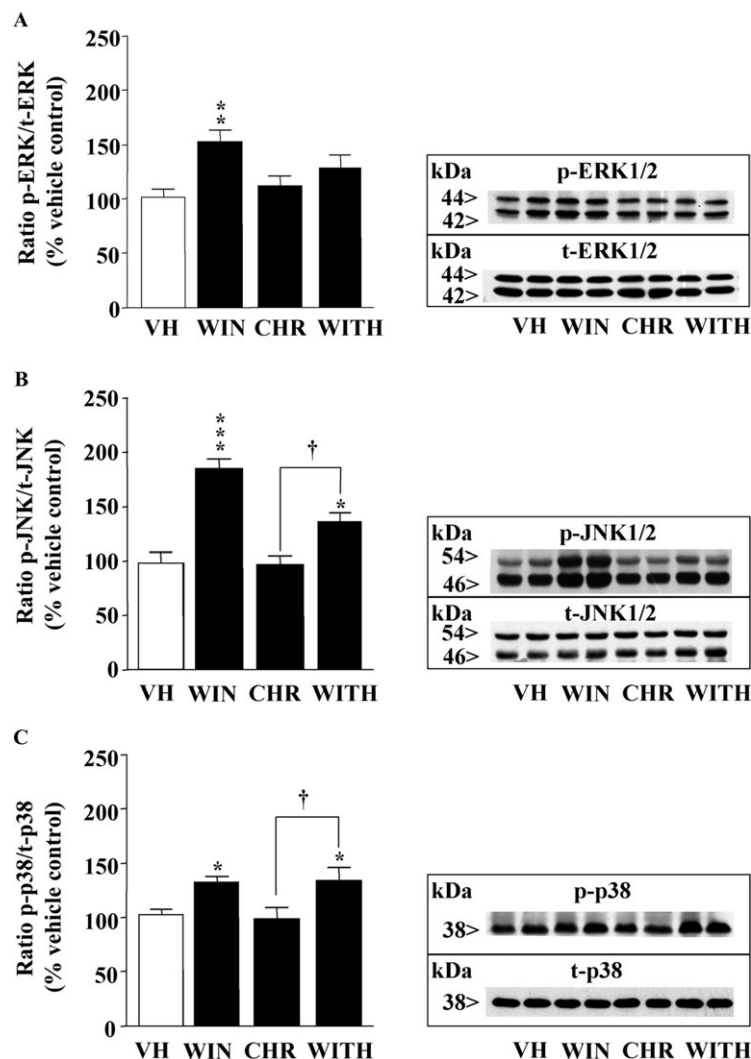 A
Ratio p-ERK/t-ERK
(% vehicle control)
250
200
150
100
50
0
**
VH WIN CHR WITH
kDa p-ERK1/2
44>
42>
kDa t-ERK1/2
44>
42>
VH WIN CHR WITH
B
Ratio p-JNK/t-JNK
(% vehicle control)
250
200
150
100
50
0
***
†
*
VH WIN CHR WITH
kDa p-JNK1/2
54>
46>
kDa t-JNK1/2
54>
46>
VH WIN CHR WITH
C
Ratio p-p38/t-p38
(% vehicle control)
250
200
150
100
50
0
*
†
*
VH WIN CHR WITH
kDa p-p38
38>
kDa t-p38
38>
VH WIN CHR WITH